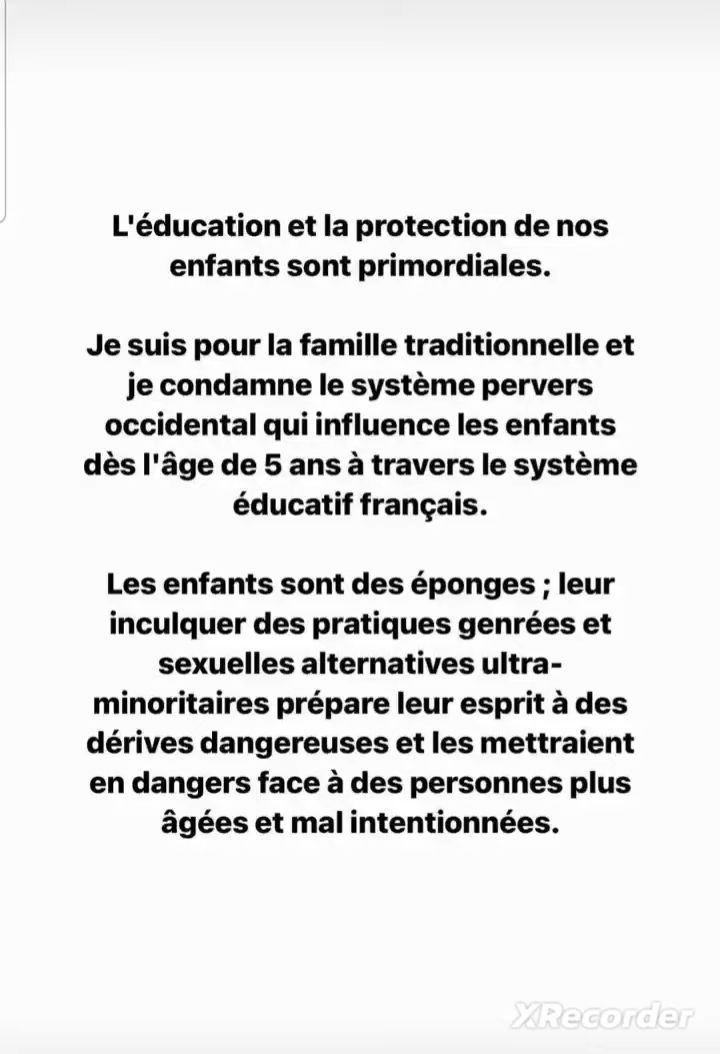 L'éducation et la protection de nos
enfants sont primordiales.
Je suis pour la famille traditionnelle et
je condamne le système pervers
occidental qui influence les enfants
dès l'âge de 5 ans à travers le système
éducatif français.
Les enfants sont des éponges ; leur
inculquer des pratiques genrées et
sexuelles alternatives ultra-
minoritaires prépare leur esprit à des
dérives dangereuses et les mettraient
en dangers face à des personnes plus
âgées et mal intentionnées.
XRecorder